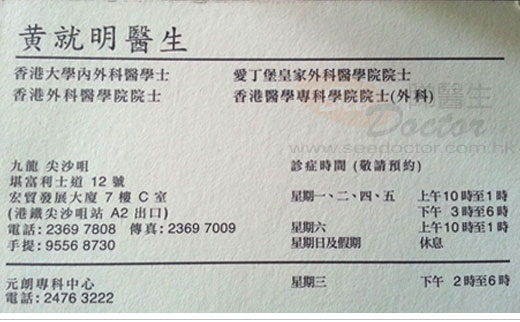 黄就明醫生
香港大學內外科醫學士 愛丁堡皇家外科醫學院院士
香港外科醫學院院士 香港醫學專科學院院士(外科)
醫生
Doctor
www.seedoctor.com.hk
九龍 尖沙咀 診症時間 (敬請預約)
堪富利士道 12 號
宏貿發展大廈 7 樓 C 室 星期一、二、四、五 上午10時至1時
(港鐵尖沙咀站 A2 出口) 下午 3時至6時
電話: 2369 7808 傳真: 2369 7009 星期六 上午10時至1時
手提: 9556 8730 星期日及假期 休息
元朗專科中心 星期三 下午 2時至6時
電話: 2476 3222